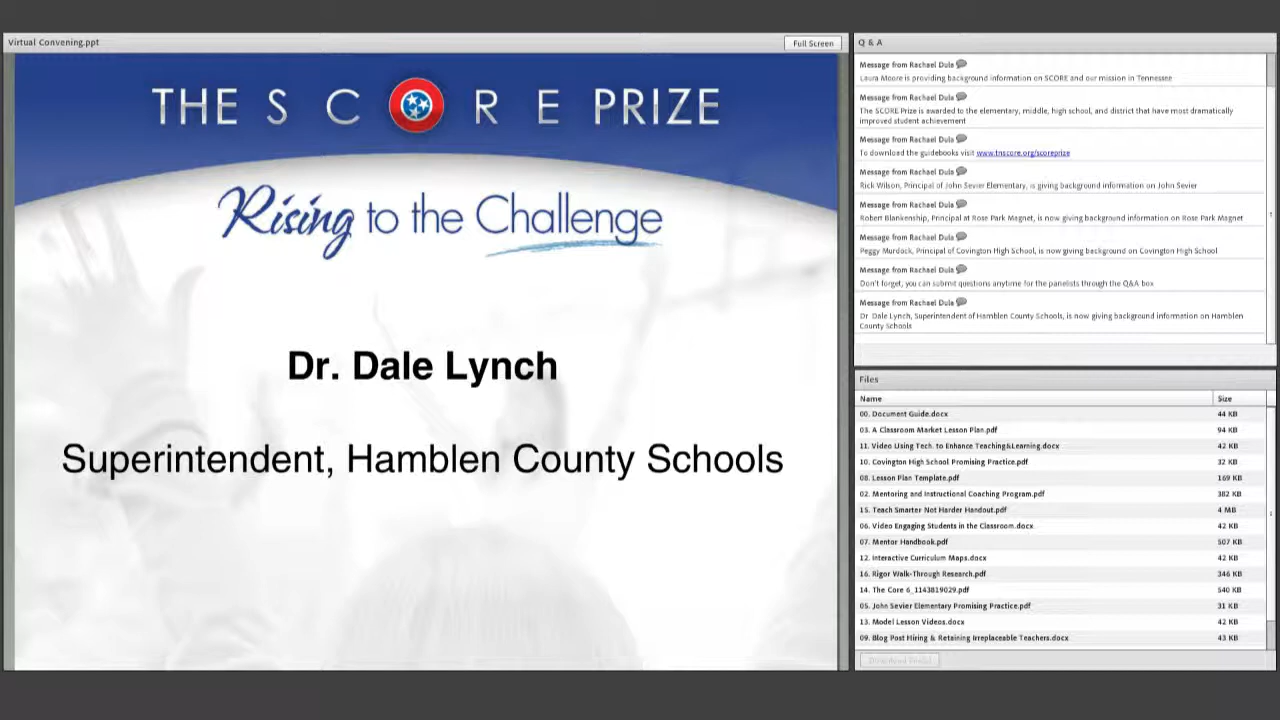 Virtual Convening.ppt
Full Screen
THE SCORE PRIZE
Rising to the Challenge
Dr. Dale Lynch
Superintendent, Hamblen County Schools
Q & A
Message from Rachael Dula
Laura Moore is providing background information on SCORE and our mission in Tennessee
Message from Rachael Dula
The SCORE Prize is awarded to the elementary, middle, high school, and district that have most dramatically
improved student achievement
Message from Rachael Dula
To download the guidebooks visit www.tnscore.org/scoreprize
Message from Rachael Dula
Rick Wilson, Principal of John Sevier Elementary, is giving background information on John Sevier
Message from Rachael Dula
Robert Blankenship, Principal at Rose Park Magnet, is now giving background information on Rose Park Magnet
Message from Rachael Dula
Peggy Murdock, Principal of Covington High School, is now giving background on Covington High School
Message from Rachael Dula
Don't forget, you can submit questions anytime for the panelists through the Q&A box
Message from Rachael Dula
Dr. Dale Lynch, Superintendent of Hamblen County Schools, is now giving background information on Hamblen
County Schools
Files
Name Size
00. Document Guide.docx 44 KB
03. A Classroom Market Lesson Plan.pdf 94 KB
11. Video Using Tech. to Enhance Teaching&Learning.docx 42 KB
10. Covington High School Promising Practice.pdf 32 KB
08. Lesson Plan Template.pdf 169 KB
02. Mentoring and Instructional Coaching Program.pdf 382 KB
15. Teach Smarter Not Harder Handout.pdf 4 MB
06. Video Engaging Students in the Classroom.docx 42 KB
07. Mentor Handbook.pdf 507 KB
12. Interactive Curriculum Maps.docx 42 KB
16. Rigor Walk-Through Research.pdf 346 KB
14. The Core 6_1143819029.pdf 540 KB
05. John Sevier Elementary Promising Practice.pdf 31 KB
13. Model Lesson Videos.docx 42 KB
09. Blog Post Hiring & Retaining Irreplaceable Teachers.docx 43 KB